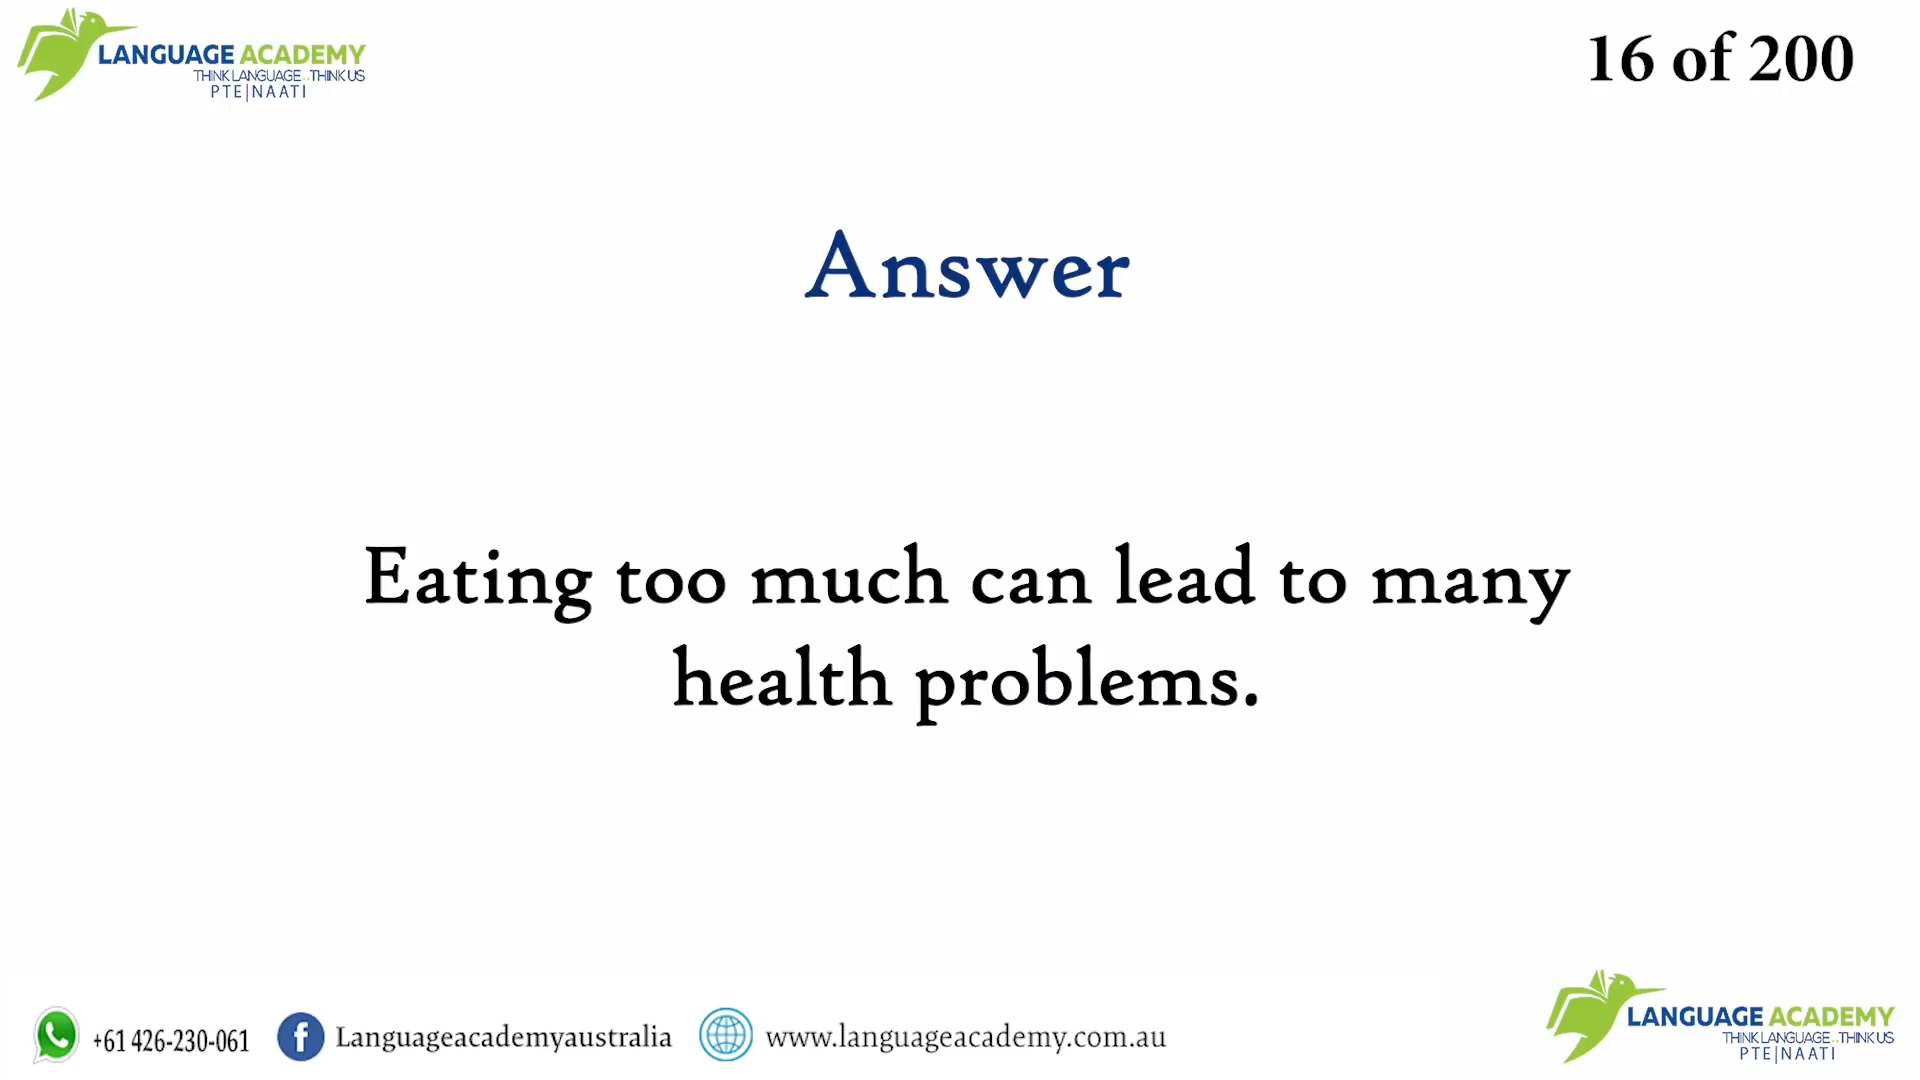 LANGUAGE ACADEMY
THINK LANGUAGE..THINK US
PTE|NAATI
16 of 200
Answer
Eating too much can lead to many
health problems.
+61 426-230-061
Languageacademyaustralia
www.languageacademy.com.au
LANGUAGE ACADEMY
THINK LANGUAGE..THINK US
PTE|NAATI